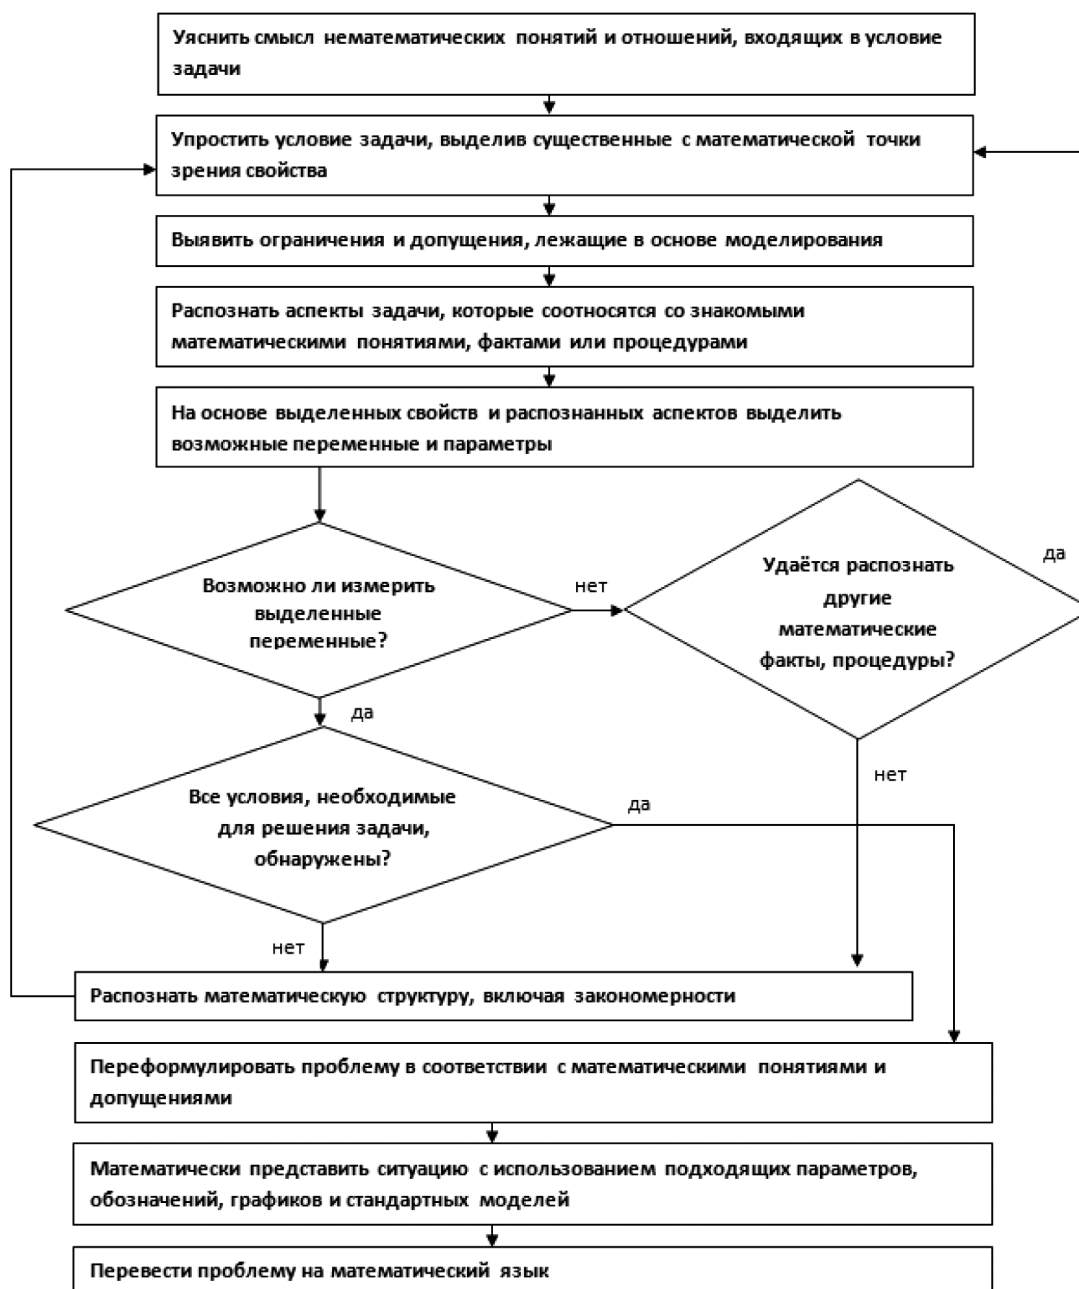 Уяснить смысл нематематических понятий и отношений, входящих в условие
задачи
Упростить условие задачи, выделив существенные с математической точки
зрения свойства
Выявить ограничения и допущения, лежащие в основе моделирования
Распознать аспекты задачи, которые соотносятся со знакомыми
математическими понятиями, фактами или процедурами
На основе выделенных свойств и распознанных аспектов выделить
возможные переменные и параметры
Возможно ли измерить
выделенные
переменные?
нет
Удаётся распознать
другие
математические
факты, процедуры?
да
да
нет
Все условия, необходимые
для решения задачи,
обнаружены?
да
нет
Распознать математическую структуру, включая закономерности
Переформулировать проблему в соответствии с математическими понятиями и
допущениями
Математически представить ситуацию с использованием подходящих параметров,
обозначений, графиков и стандартных моделей
Перевести проблему на математический язык